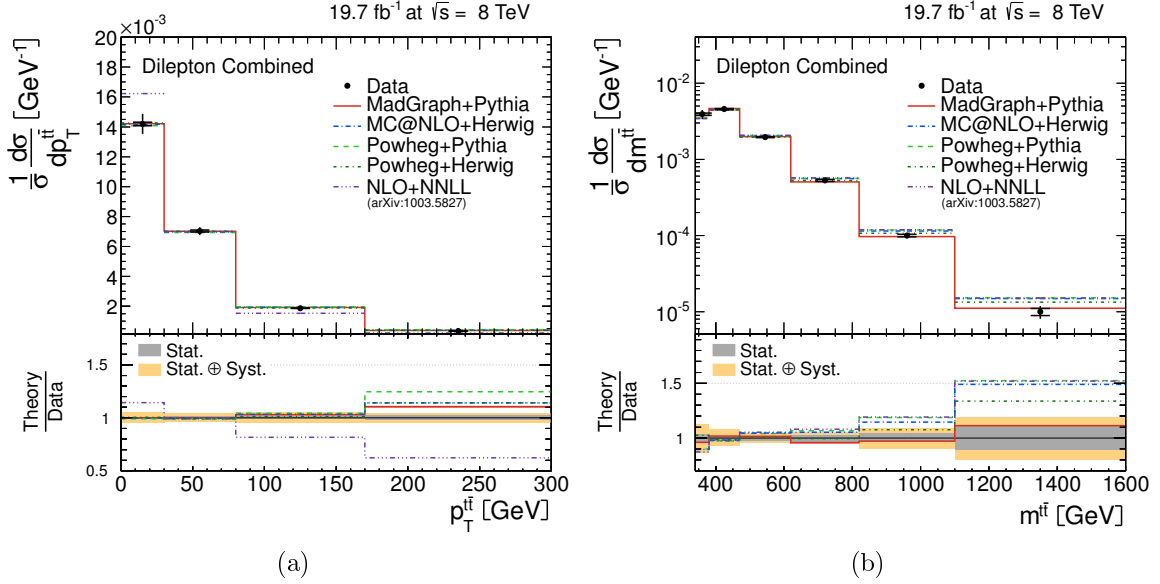 19.7 fb⁻¹ at √s = 8 TeV
×10⁻³
1/σ dσ/dp_T^{tt̄} [GeV⁻¹]
20
18
16
14
12
10
8
6
4
2
Dilepton Combined
Data
MadGraph+Pythia
MC@NLO+Herwig
Powheg+Pythia
Powheg+Herwig
NLO+NNLL
(arXiv:1003.5827)
Theory/Data
1.5
1
0.5
Stat.
Stat. ⊕ Syst.
0 50 100 150 200 250 300
p_T^{tt̄} [GeV]
(a)
19.7 fb⁻¹ at √s = 8 TeV
1/σ dσ/dm^{tt̄} [GeV⁻¹]
10⁻²
10⁻³
10⁻⁴
10⁻⁵
Dilepton Combined
Data
MadGraph+Pythia
MC@NLO+Herwig
Powheg+Pythia
Powheg+Herwig
NLO+NNLL
(arXiv:1003.5827)
Theory/Data
1.5
1
Stat.
Stat. ⊕ Syst.
400 600 800 1000 1200 1400 1600
m^{tt̄} [GeV]
(b)